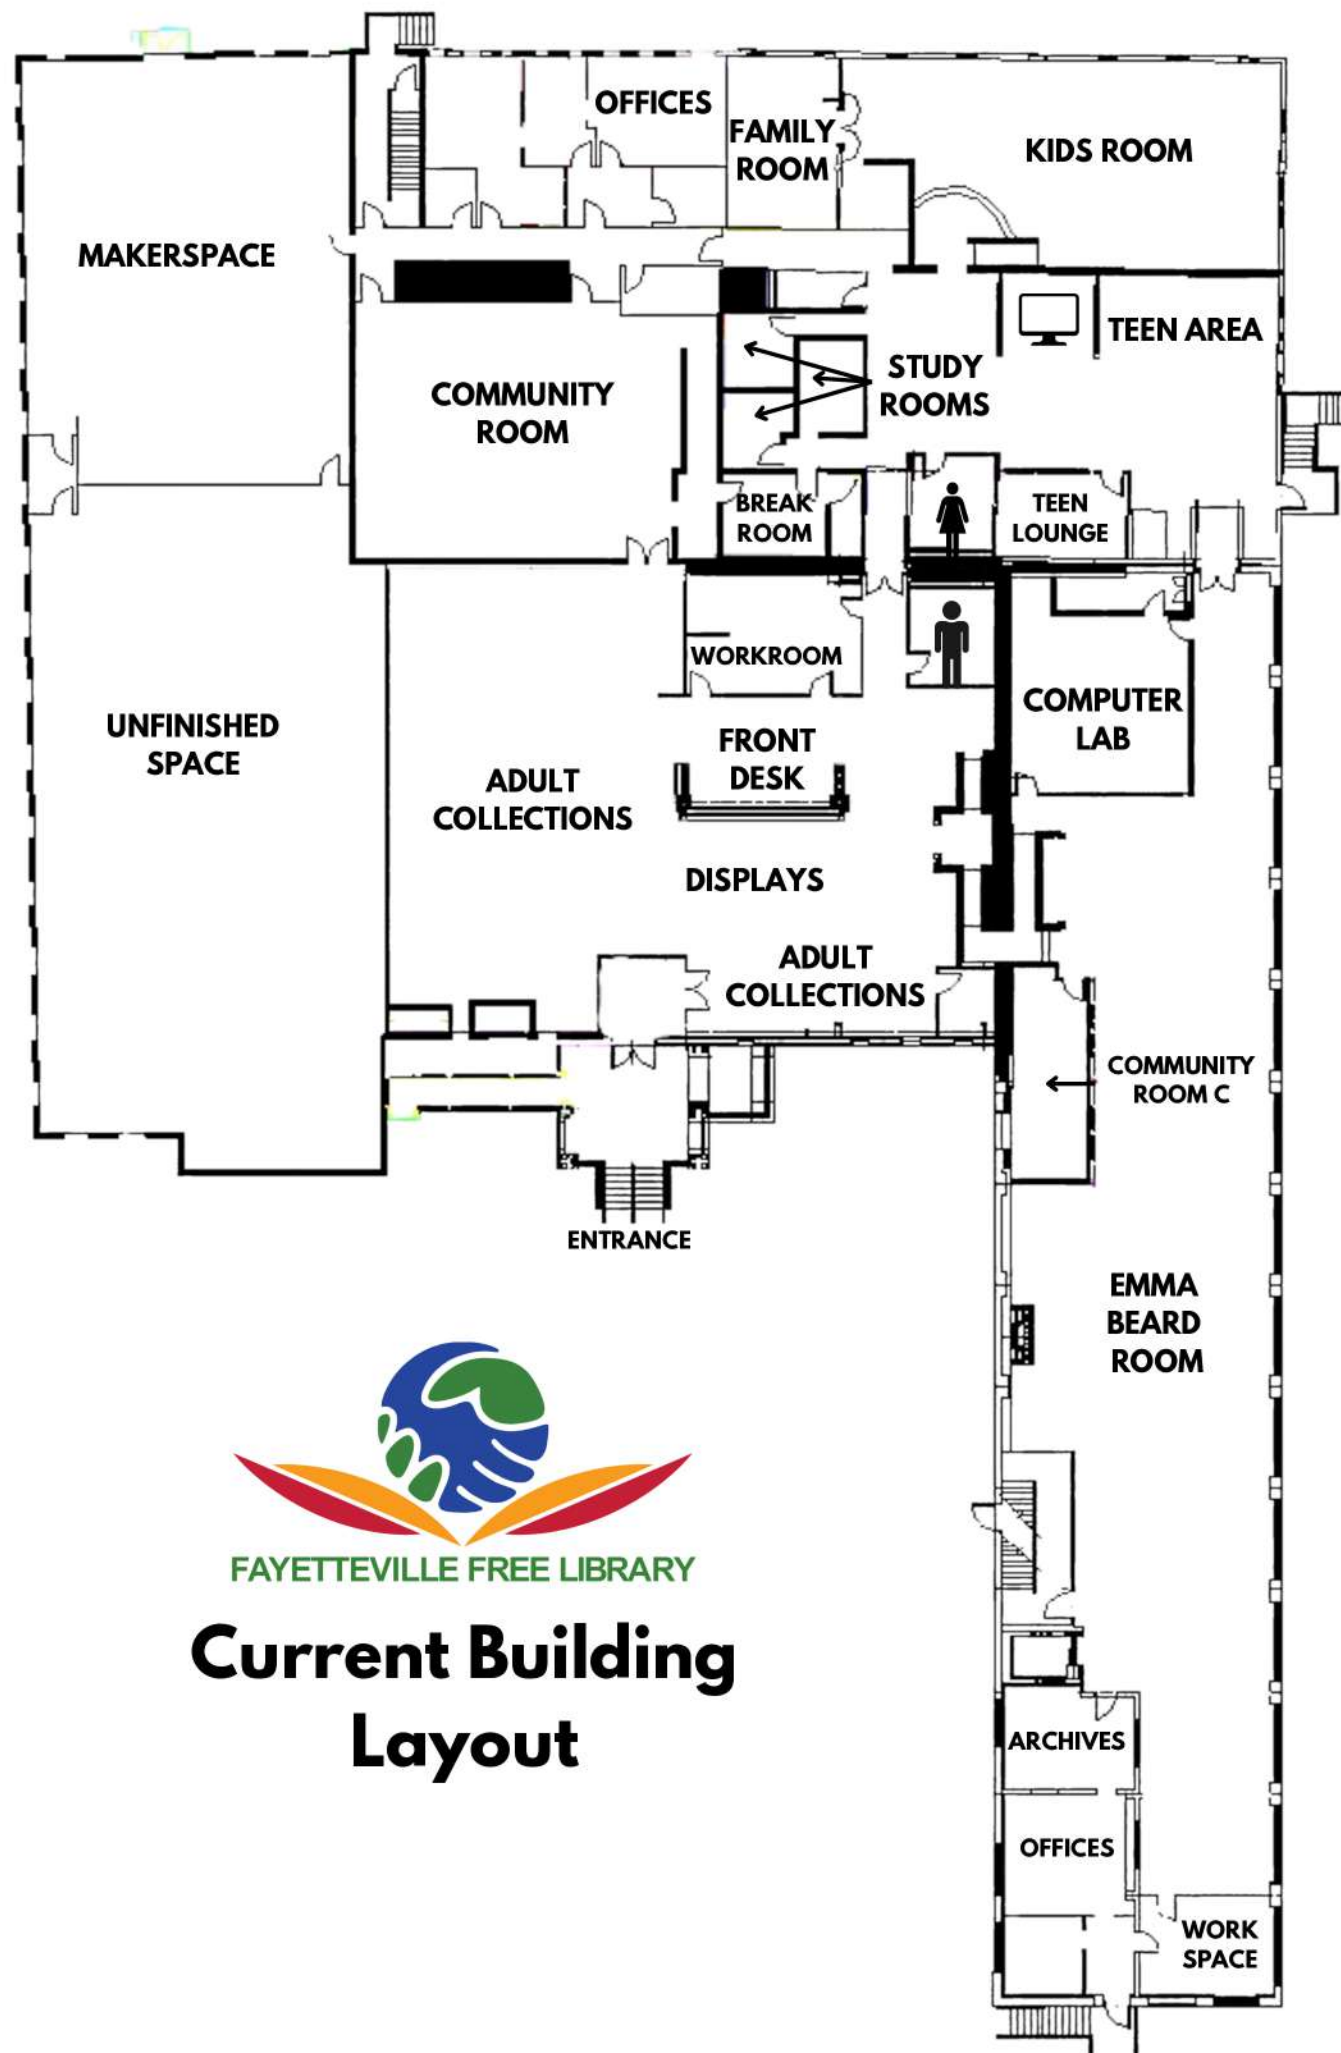 OFFICES
FAMILY
ROOM
KIDS ROOM
MAKERSPACE
TEEN AREA
COMMUNITY
ROOM
STUDY
ROOMS
BREAK
ROOM
TEEN
LOUNGE
WORKROOM
COMPUTER
LAB
UNFINISHED
SPACE
FRONT
DESK
ADULT
COLLECTIONS
DISPLAYS
ADULT
COLLECTIONS
COMMUNITY
ROOM C
ENTRANCE
EMMA
BEARD
ROOM
FAYETTEVILLE FREE LIBRARY
Current Building
Layout
ARCHIVES
OFFICES
WORK
SPACE